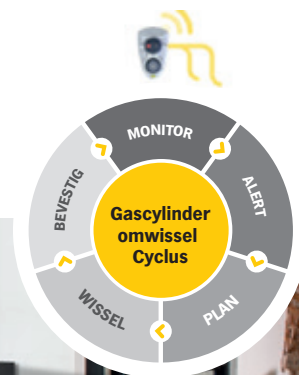 MONITOR
ALERT
PLAN
WISSEL
BEVESTIG
Gascylinder
omwissel
Cyclus